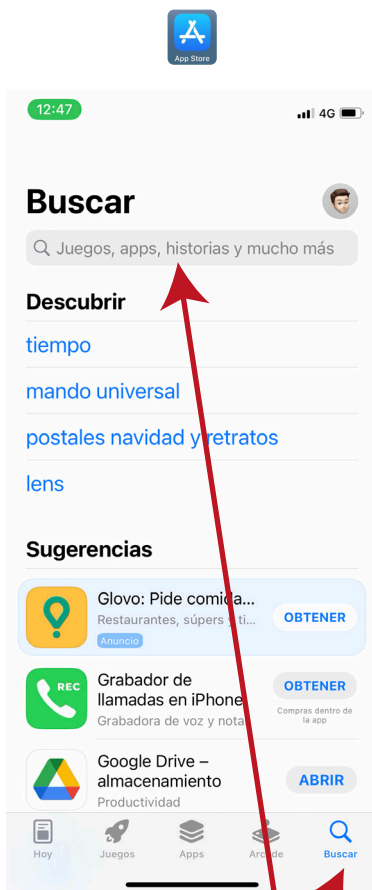 App Store
12:47
4G
Buscar
Juegos, apps, historias y mucho más
Descubrir
tiempo
mando universal
postales navidad y retratos
lens
Sugerencias
Glovo: Pide comida...
Restaurantes, súpers y ti...
Anuncio
OBTENER
REC
Grabador de
llamadas en iPhone
Grabadora de voz y nota
OBTENER
Compras dentro de
la app
Google Drive –
almacenamiento
Productividad
ABRIR
Hoy
Juegos
Apps
Arcade
Buscar